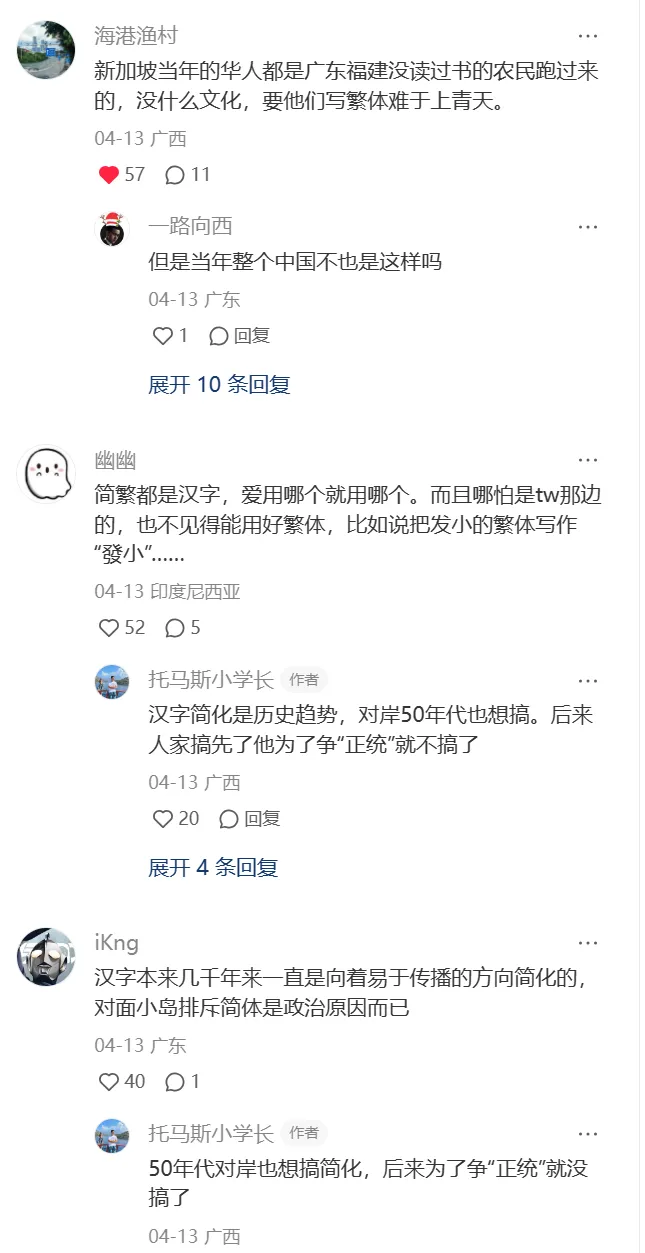 海港渔村
新加坡当年的华人都是广东福建没读过书的农民跑过来
的，没什么文化，要他们写繁体难于上青天。
04-13 广西
57 11
一路向西
但是当年整个中国不也是这样吗
04-13 广东
1 回复
展开 10 条回复
幽幽
简繁都是汉字，爱用哪个就用哪个。而且哪怕是tw那边
的，也不见得能用好繁体，比如说把发小的繁体写作
“發小”......
04-13 印度尼西亚
52 5
托马斯小学长 作者
汉字简化是历史趋势，对岸50年代也想搞。后来
人家搞先了他为了争“正统”就不搞了
04-13 广西
20 回复
展开 4 条回复
iKng
汉字本来几千年来一直是向着易于传播的方向简化的，
对面小岛排斥简体是政治原因而已
04-13 广东
40 1
托马斯小学长 作者
50年代对岸也想搞简化，后来为了争“正统”就没
搞了
04-13 广西